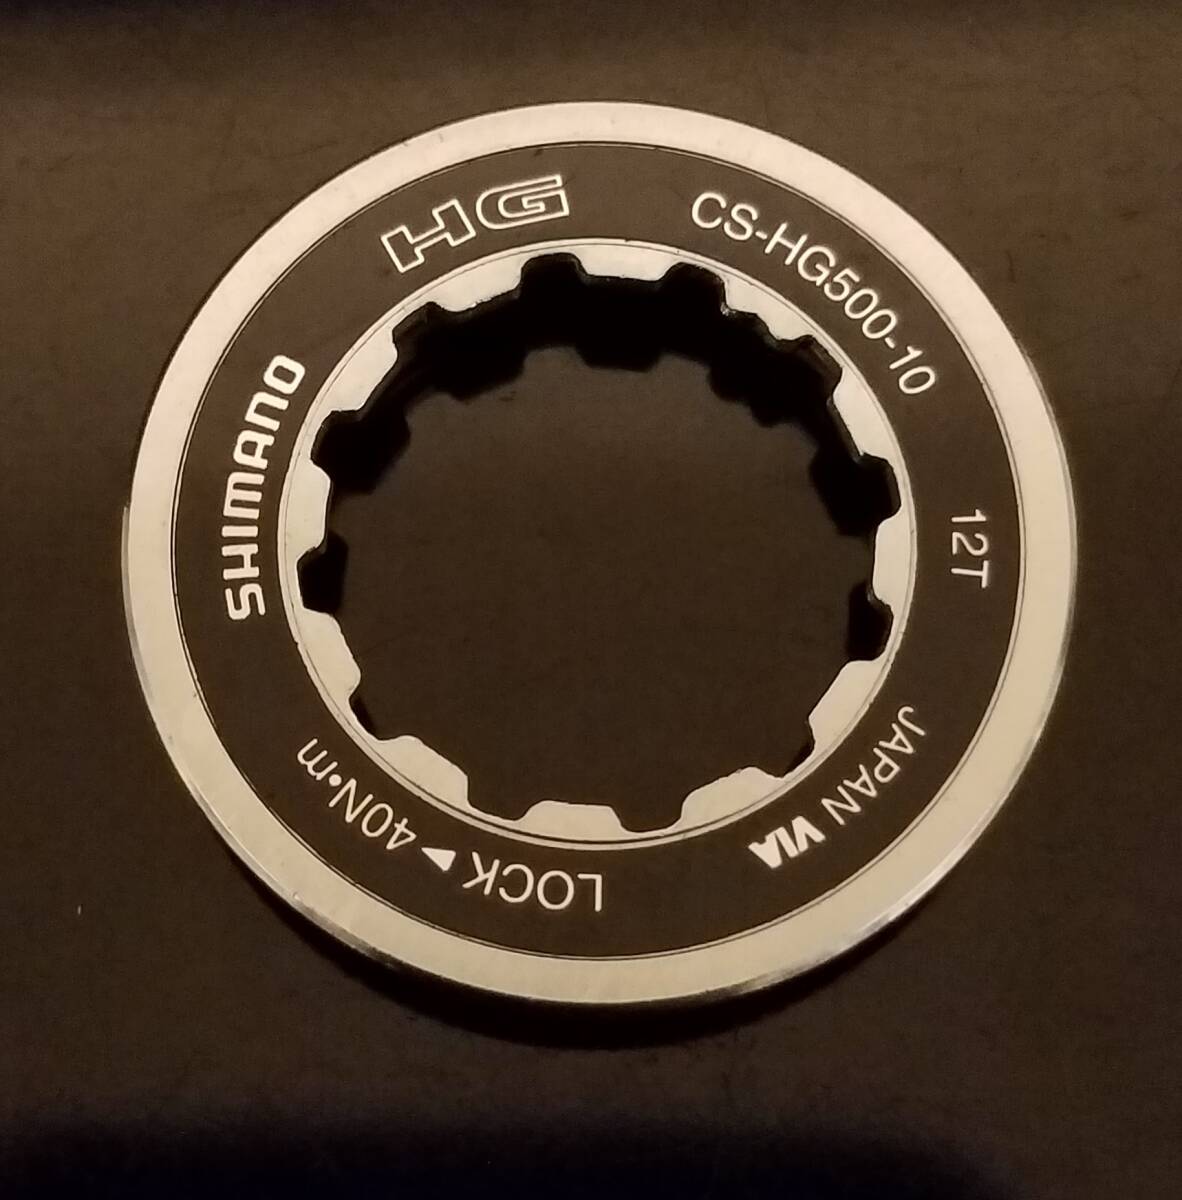 SHIMANO
HG
CS-HG500-10
12T
JAPAN VIA
LOCK ▶ 40N·m